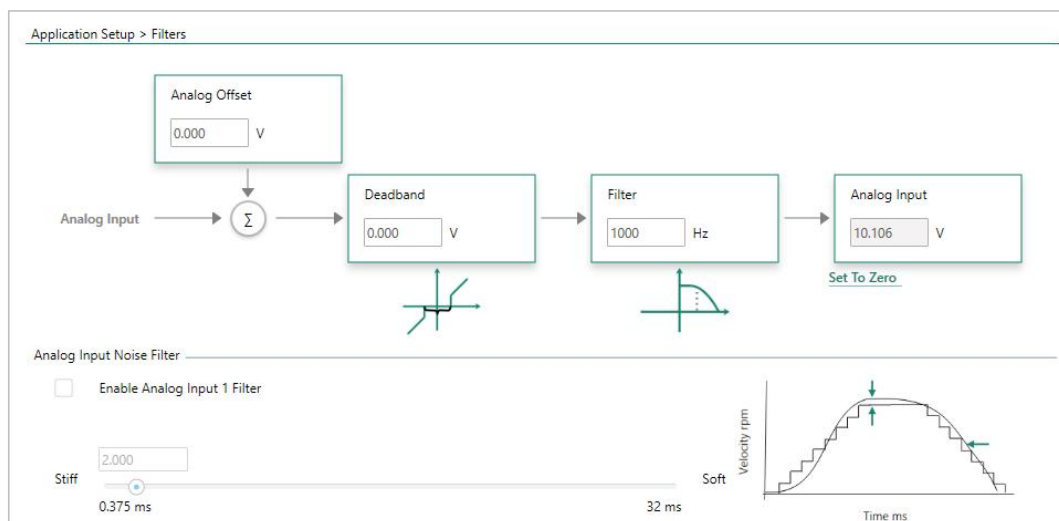 Application Setup > Filters
Analog Offset
0.000 V
Analog Input
Σ
Deadband
0.000 V
Filter
1000 Hz
Analog Input
10.106 V
Set To Zero
Analog Input Noise Filter
Enable Analog Input 1 Filter
2.000
Stiff
Soft
0.375 ms
32 ms
Velocity rpm
Time ms